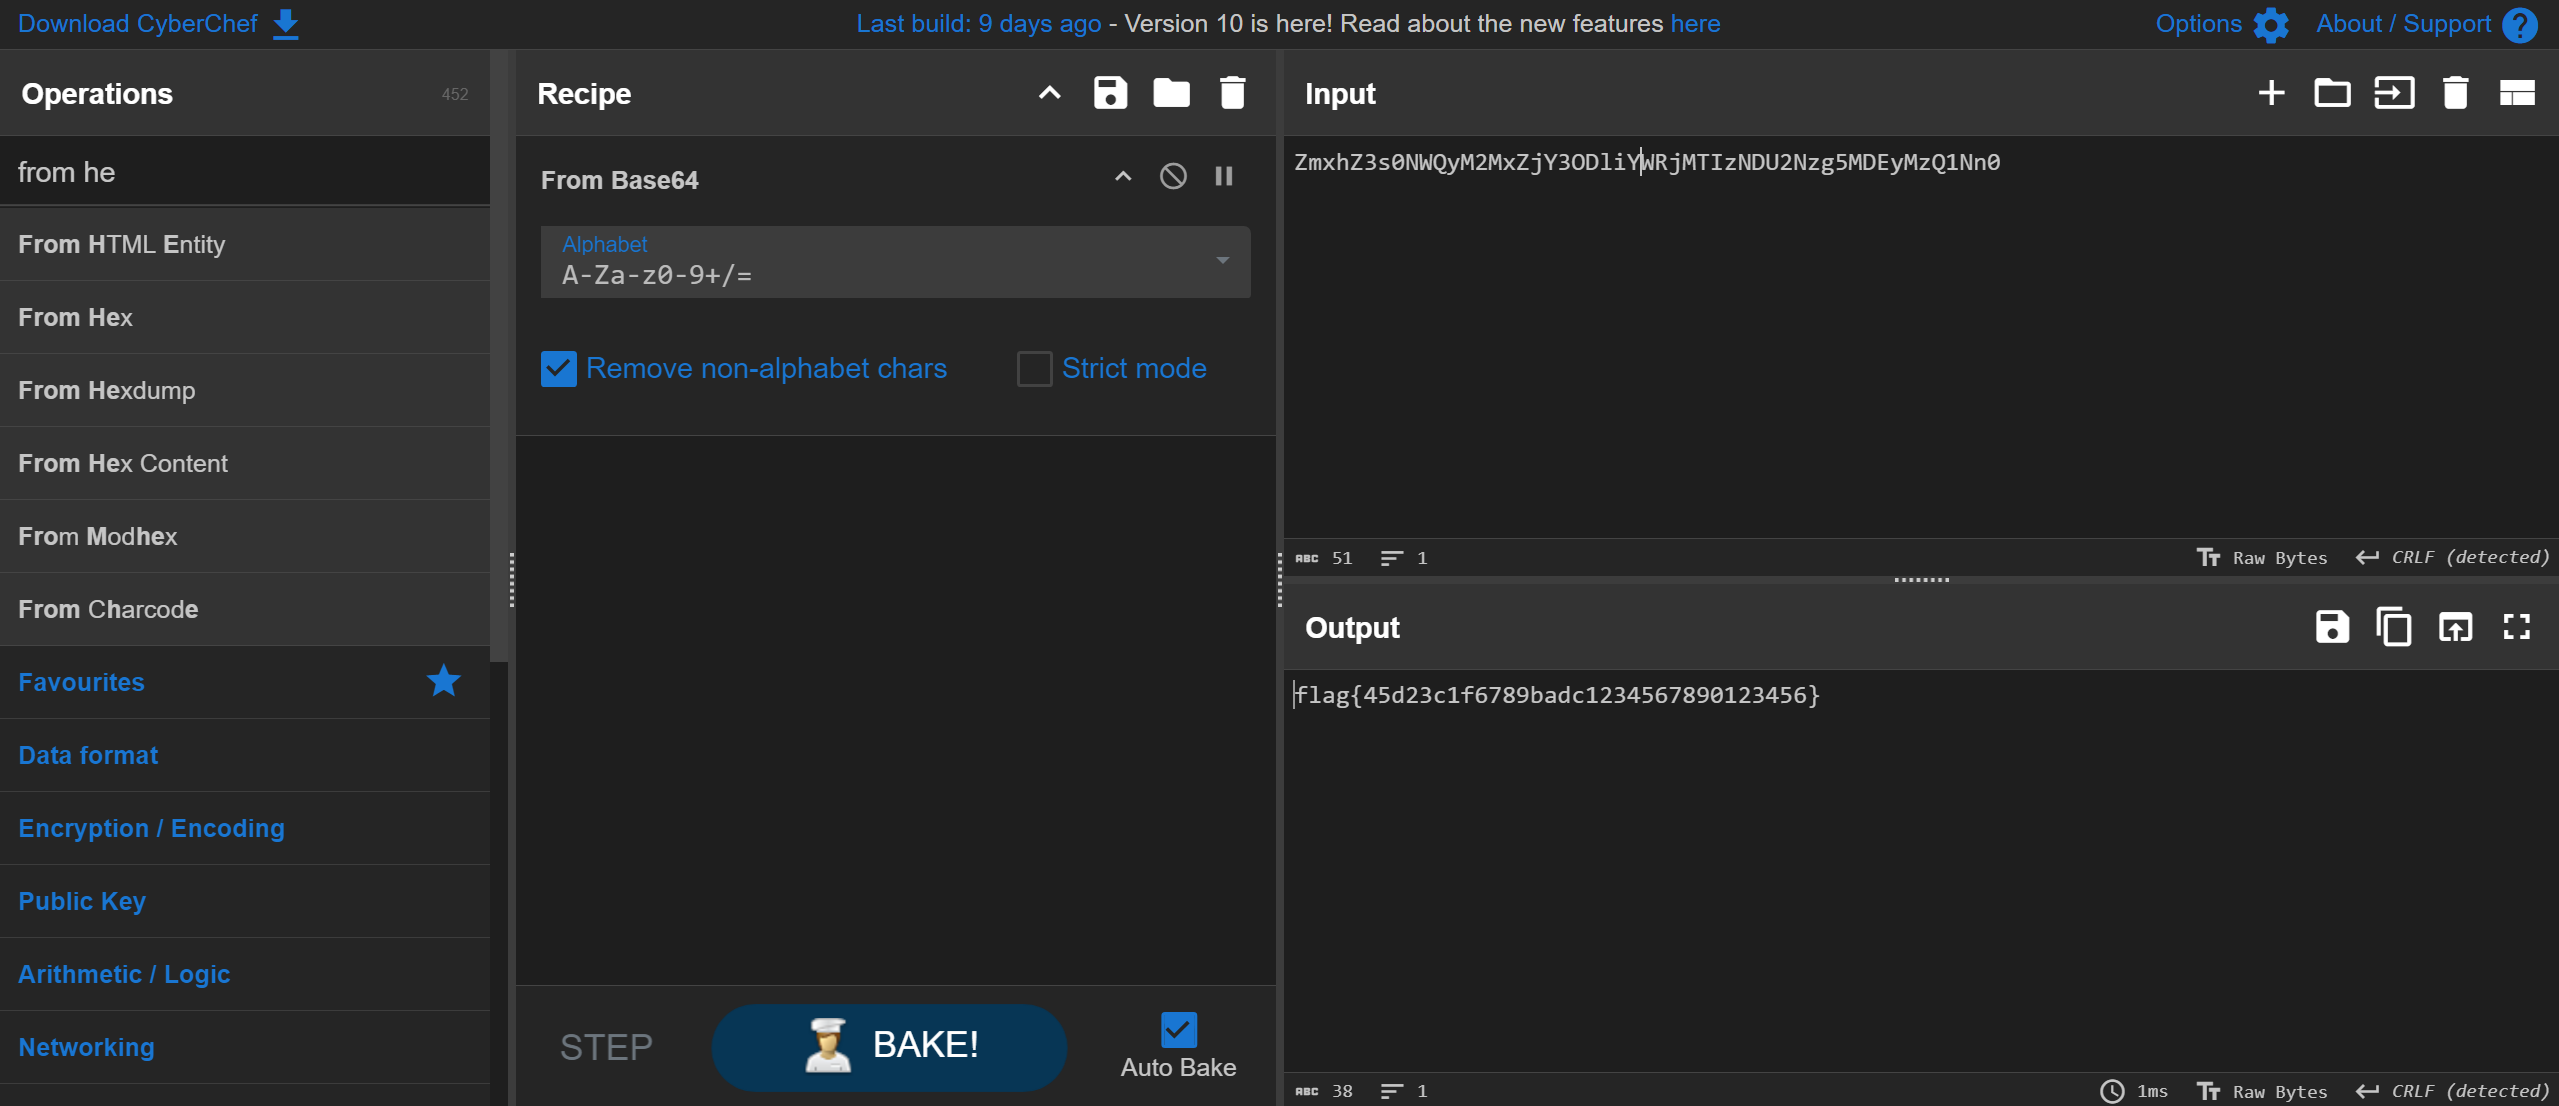 Download CyberChef
Last build: 9 days ago - Version 10 is here! Read about the new features here
Options
About / Support
Operations
452
from he
From HTML Entity
From Hex
From Hexdump
From Hex Content
From Modhex
From Charcode
Favourites
Data format
Encryption / Encoding
Public Key
Arithmetic / Logic
Networking
Recipe
From Base64
Alphabet
A-Za-z0-9+/=
Remove non-alphabet chars
Strict mode
STEP
BAKE!
Auto Bake
Input
ZmxhZ3s0NWQyM2MxZjY3ODliYWRjMTIzNDU2Nzg5MDEyMzQ1Nn0
ABC 51
1
Raw Bytes
CRLF (detected)
Output
flag{45d23c1f6789badc1234567890123456}
ABC 38
1
1ms
Raw Bytes
CRLF (detected)